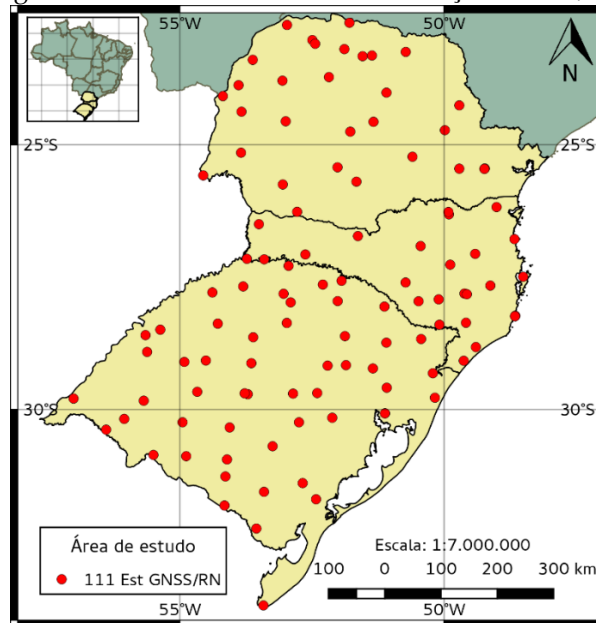 55°W 50°W
N
25°S 25°S
30°S 30°S
Área de estudo
111 Est GNSS/RN
Escala: 1:7.000.000
100 0 100 200 300 km
55°W 50°W